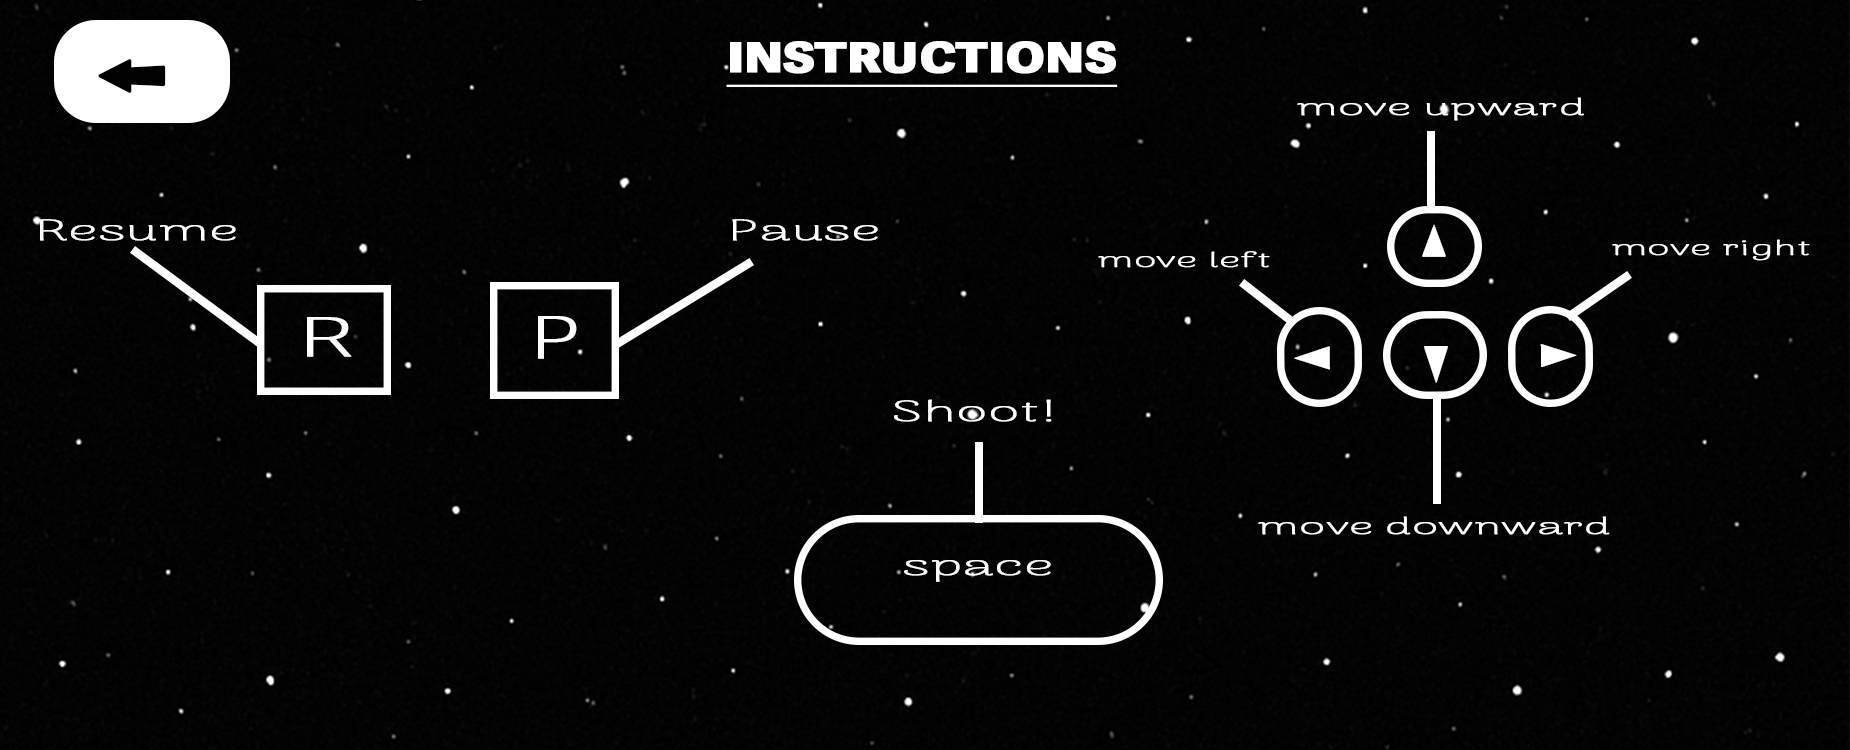 INSTRUCTIONS
move upward
Resume
Pause
move left
move right
R
P
Shoot!
move downward
space